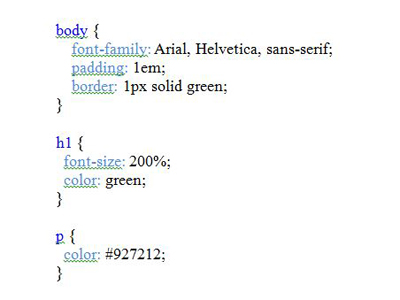 body {
font-family: Arial, Helvetica, sans-serif;
padding: 1em;
border: 1px solid green;
}
h1 {
font-size: 200%;
color: green;
}
p {
color: #927212;
}